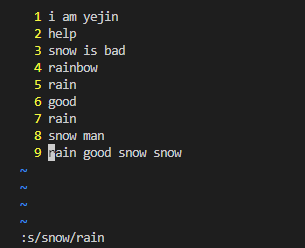 1 i am yejin
2 help
3 snow is bad
4 rainbow
5 rain
6 good
7 rain
8 snow man
9 rain good snow snow
~
~
~
~
:s/snow/rain